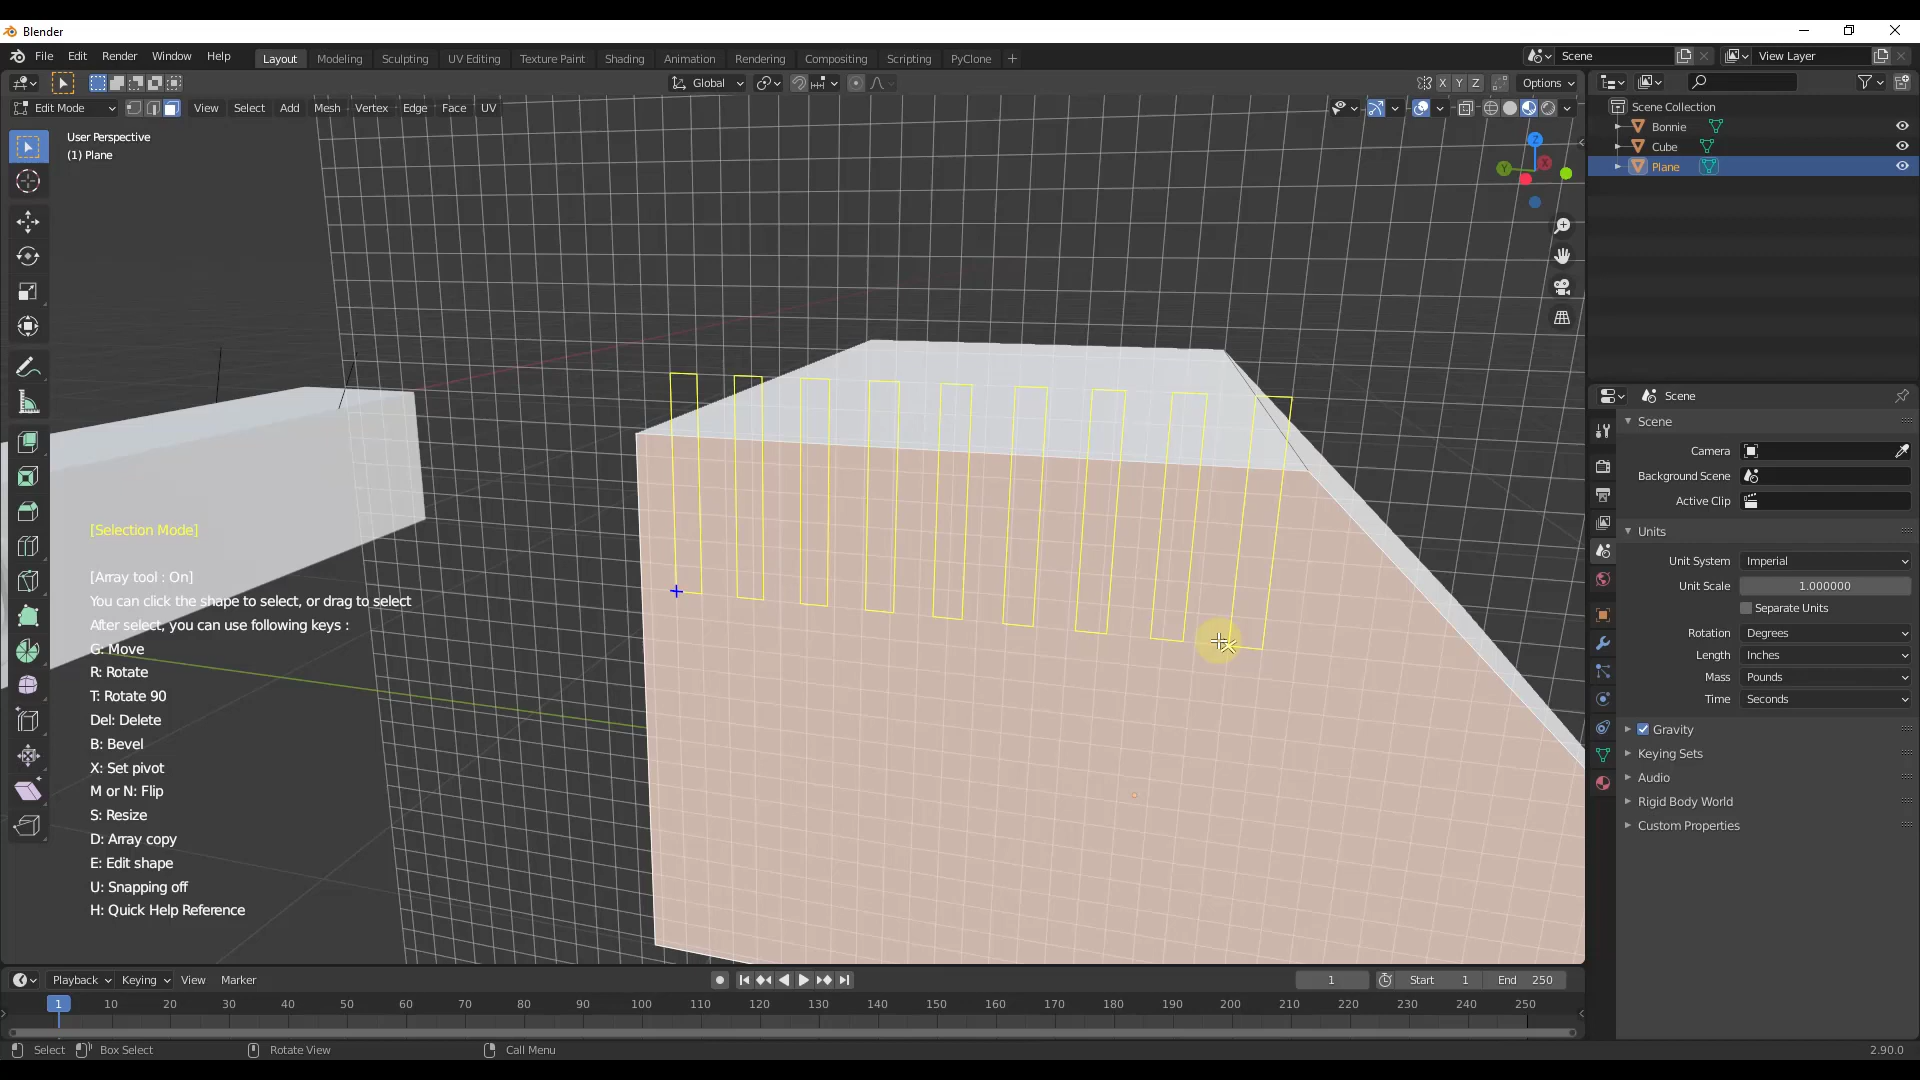 Blender
File Edit Render Window Help Layout Modeling Sculpting UV Editing Texture Paint Shading Animation Rendering Compositing Scripting PyClone + Scene View Layer
Global X Y Z Options
Edit Mode View Select Add Mesh Vertex Edge Face UV
User Perspective
(1) Plane
Z
Y
X
Scene Collection
Bonnie
Cube
Plane
[Selection Mode]
[Array tool : On]
You can click the shape to select, or drag to select
After select, you can use following keys :
G: Move
R: Rotate
T: Rotate 90
Del: Delete
B: Bevel
X: Set pivot
M or N: Flip
S: Resize
D: Array copy
E: Edit shape
U: Snapping off
H: Quick Help Reference
Scene
Scene
Camera
Background Scene
Active Clip
Units
Unit System Imperial
Unit Scale 1.000000
Separate Units
Rotation Degrees
Length Inches
Mass Pounds
Time Seconds
Gravity
Keying Sets
Audio
Rigid Body World
Custom Properties
Playback Keying View Marker 1 Start 1 End 250
1 10 20 30 40 50 60 70 80 90 100 110 120 130 140 150 160 170 180 190 200 210 220 230 240 250
Select Box Select Rotate View Call Menu 2.90.0